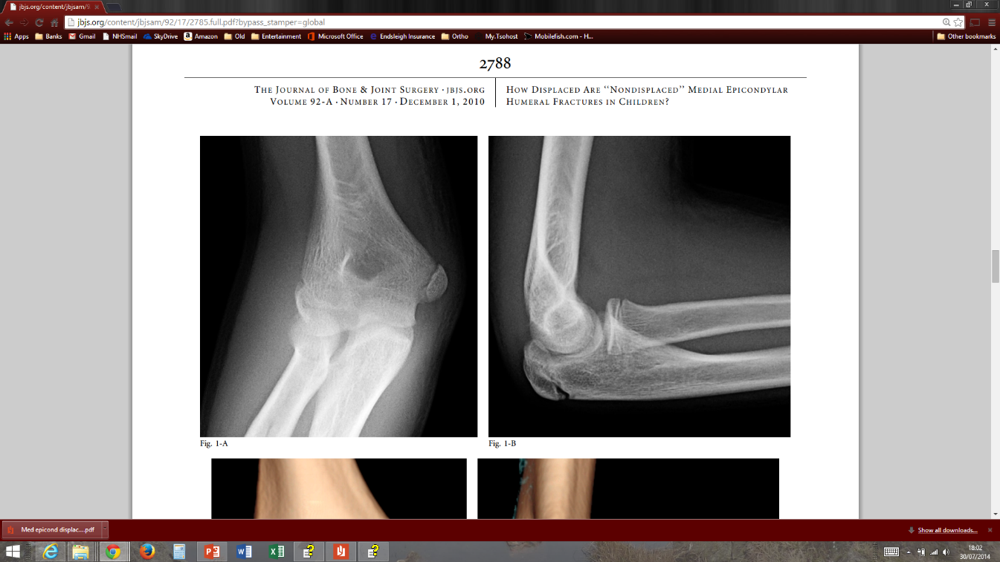 jbjs.org/content/jbjsam/9
jbjs.org/content/jbjsam/92/17/2785.full.pdf?bypass_stamper=global
Apps Banks Gmail NHSmail SkyDrive Amazon Old Entertainment Microsoft Office Endsleigh Insurance Ortho My.Tsohost Mobilefish.com - H... Other bookmarks
2788
The Journal of Bone & Joint Surgery · jbjs.org
Volume 92-A · Number 17 · December 1, 2010
How Displaced Are ‘‘Nondisplaced’’ Medial Epicondylar
Humeral Fractures in Children?
Fig. 1-A
Fig. 1-B
Med epicond displac....pdf
Show all downloads...
18:02
30/07/2014